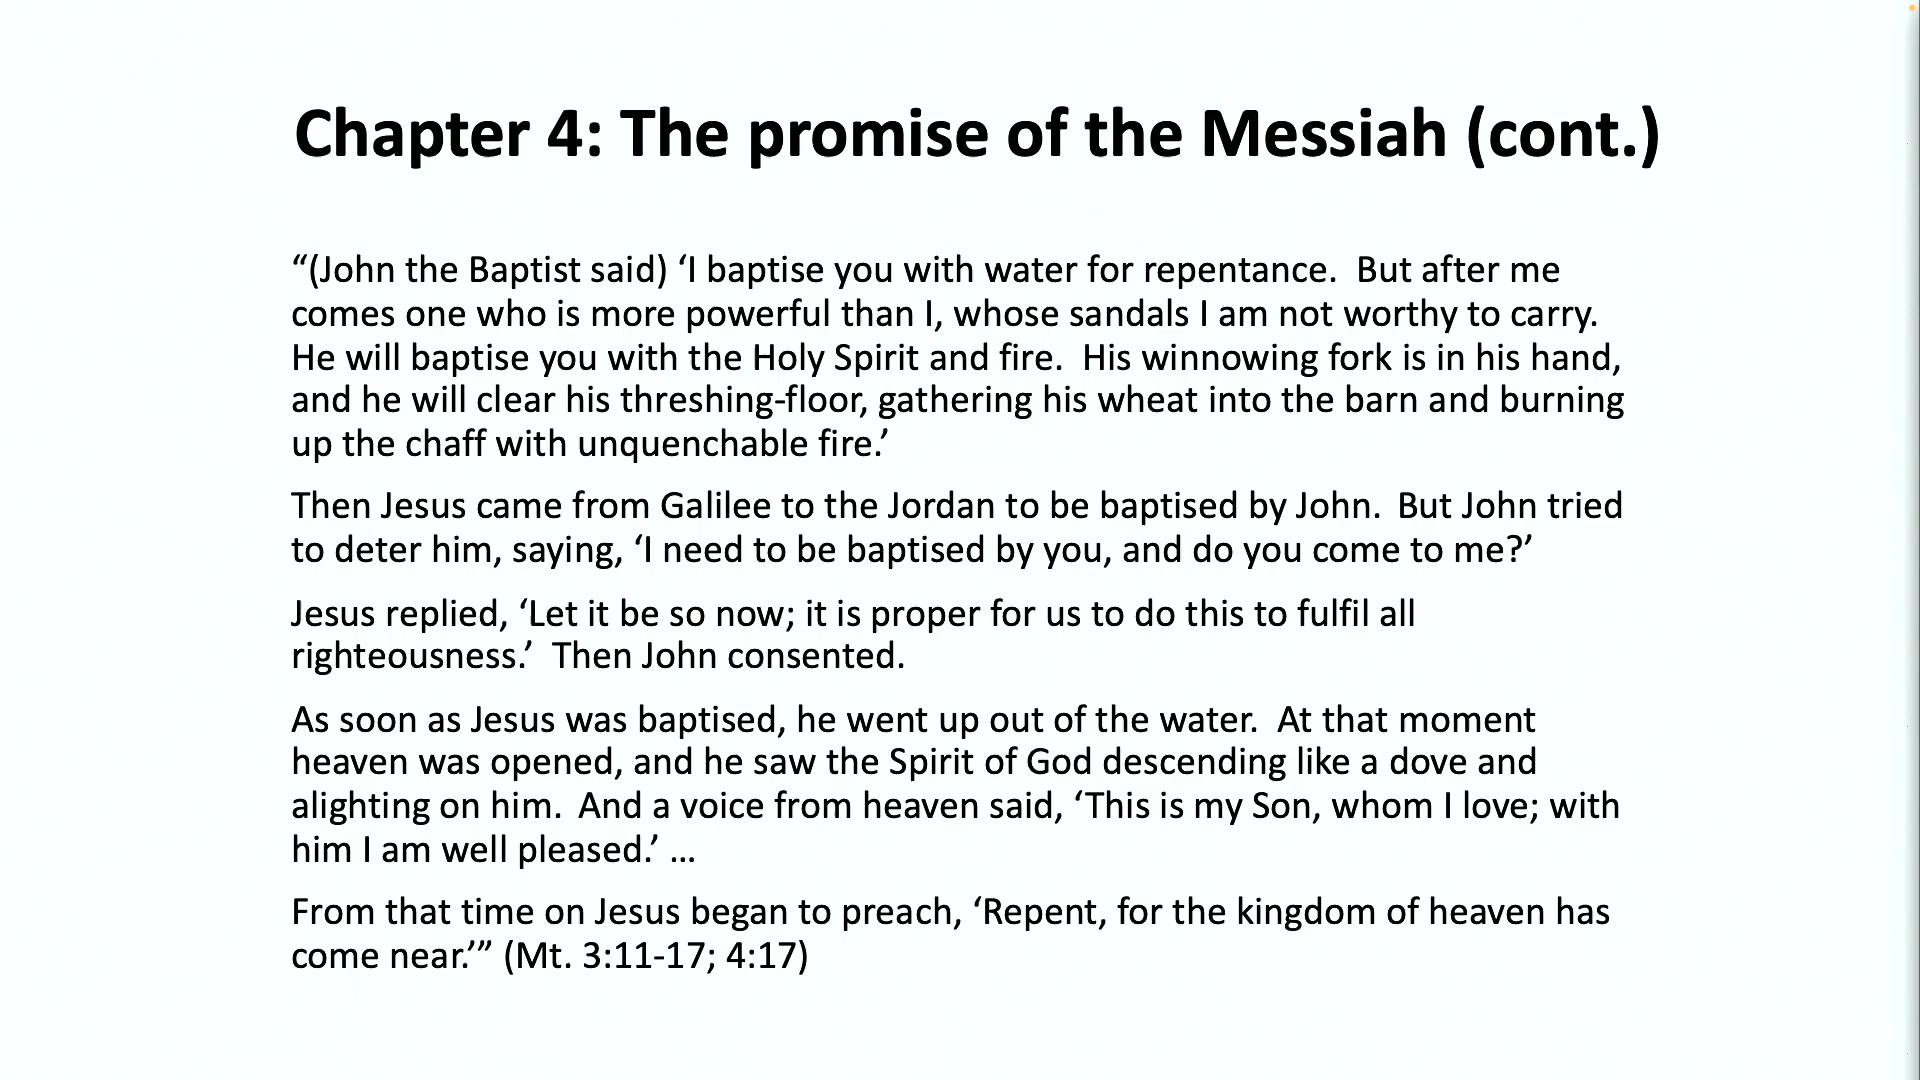 Chapter 4: The promise of the Messiah (cont.)
“(John the Baptist said) ‘I baptise you with water for repentance.  But after me
comes one who is more powerful than I, whose sandals I am not worthy to carry.
He will baptise you with the Holy Spirit and fire.  His winnowing fork is in his hand,
and he will clear his threshing-floor, gathering his wheat into the barn and burning
up the chaff with unquenchable fire.’
Then Jesus came from Galilee to the Jordan to be baptised by John.  But John tried
to deter him, saying, ‘I need to be baptised by you, and do you come to me?’
Jesus replied, ‘Let it be so now; it is proper for us to do this to fulfil all
righteousness.’  Then John consented.
As soon as Jesus was baptised, he went up out of the water.  At that moment
heaven was opened, and he saw the Spirit of God descending like a dove and
alighting on him.  And a voice from heaven said, ‘This is my Son, whom I love; with
him I am well pleased.’ …
From that time on Jesus began to preach, ‘Repent, for the kingdom of heaven has
come near.’” (Mt. 3:11-17; 4:17)